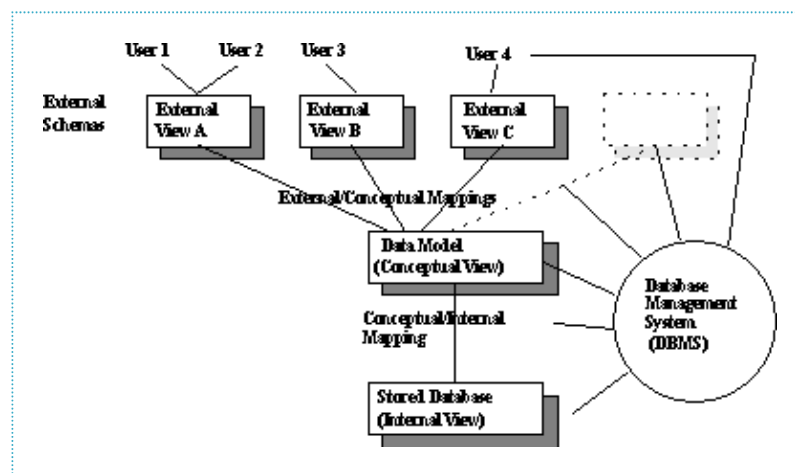 User 1
User 2
User 3
User 4
External
Schemas
External
View A
External
View B
External
View C
External/Conceptual Mappings
Data Model
(Conceptual View)
Conceptual/Internal
Mapping
Database
Management
System
(DBMS)
Stored Database
(Internal View)